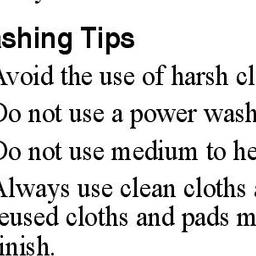 ashing Tips
Avoid the use of harsh cl
Do not use a power wash
Do not use medium to he
Always use clean cloths a
eused cloths and pads m
inish.